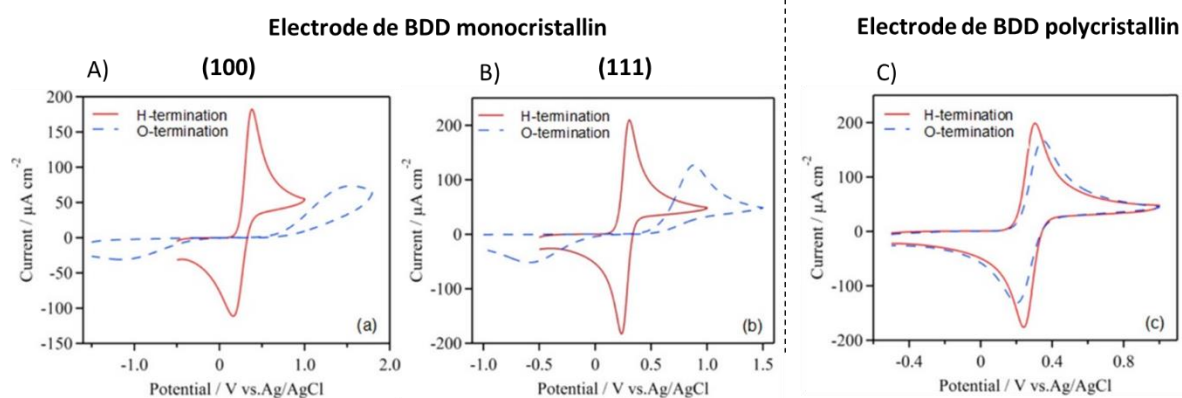 Electrode de BDD monocristallin
Electrode de BDD polycristallin
A)
(100)
B)
(111)
C)
H-termination
O-termination
200
150
100
50
0
-50
-100
-150
Current / µA cm-2
-1.0
0
1.0
2.0
(a)
Potential / V vs.Ag/AgCl
H-termination
O-termination
200
100
0
-100
-200
Current / µA cm-2
-1.0
-0.5
0
0.5
1.0
1.5
(b)
Potential / V vs.Ag/AgCl
H-termination
O-termination
200
100
0
-100
-200
Current / µA cm-2
-0.4
0
0.4
0.8
(c)
Potential / V vs.Ag/AgCl